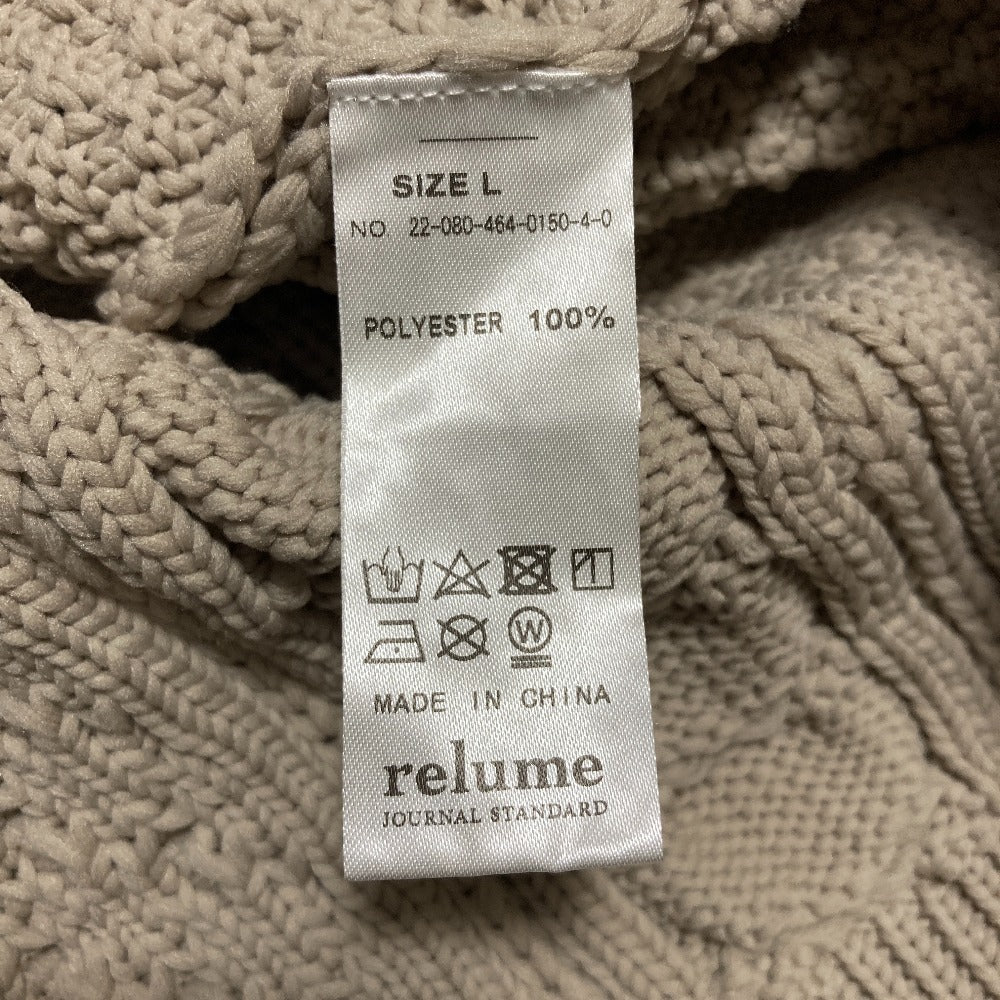 SIZE L
NO 22-080-464-0150-4-0
POLYESTER 100%
W
MADE IN CHINA
relume
JOURNAL STANDARD